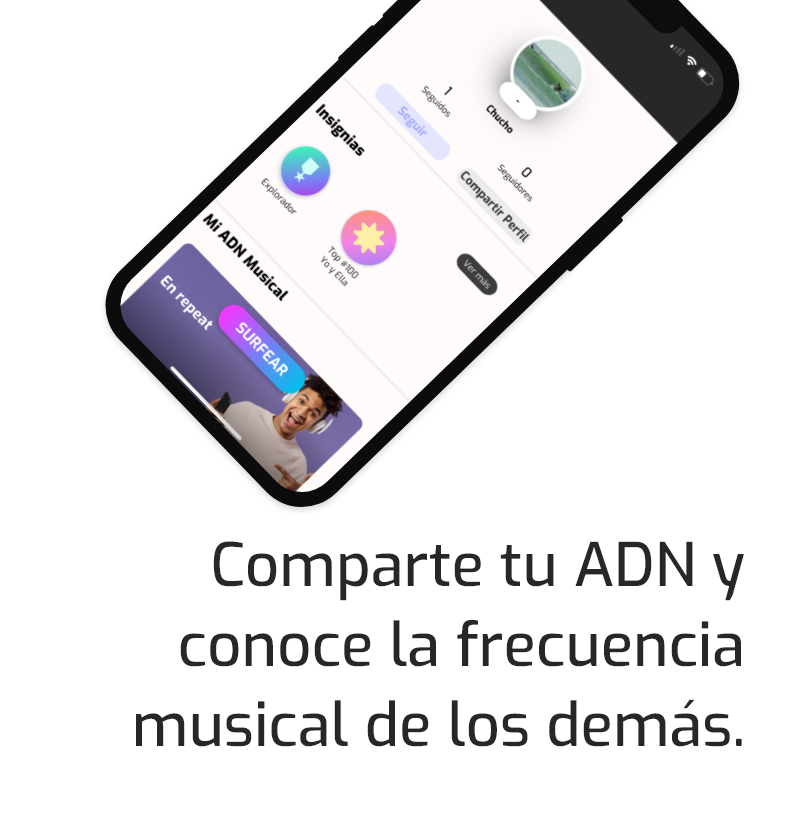 Chucho
1
Seguidos
0
Seguidores
Seguir
Compartir Perfil
Insignias
Explorador
Top #100
Yo y Ella
Ver más
Mi ADN Musical
En repeat
SURFEAR
Comparte tu ADN y
conoce la frecuencia
musical de los demás.